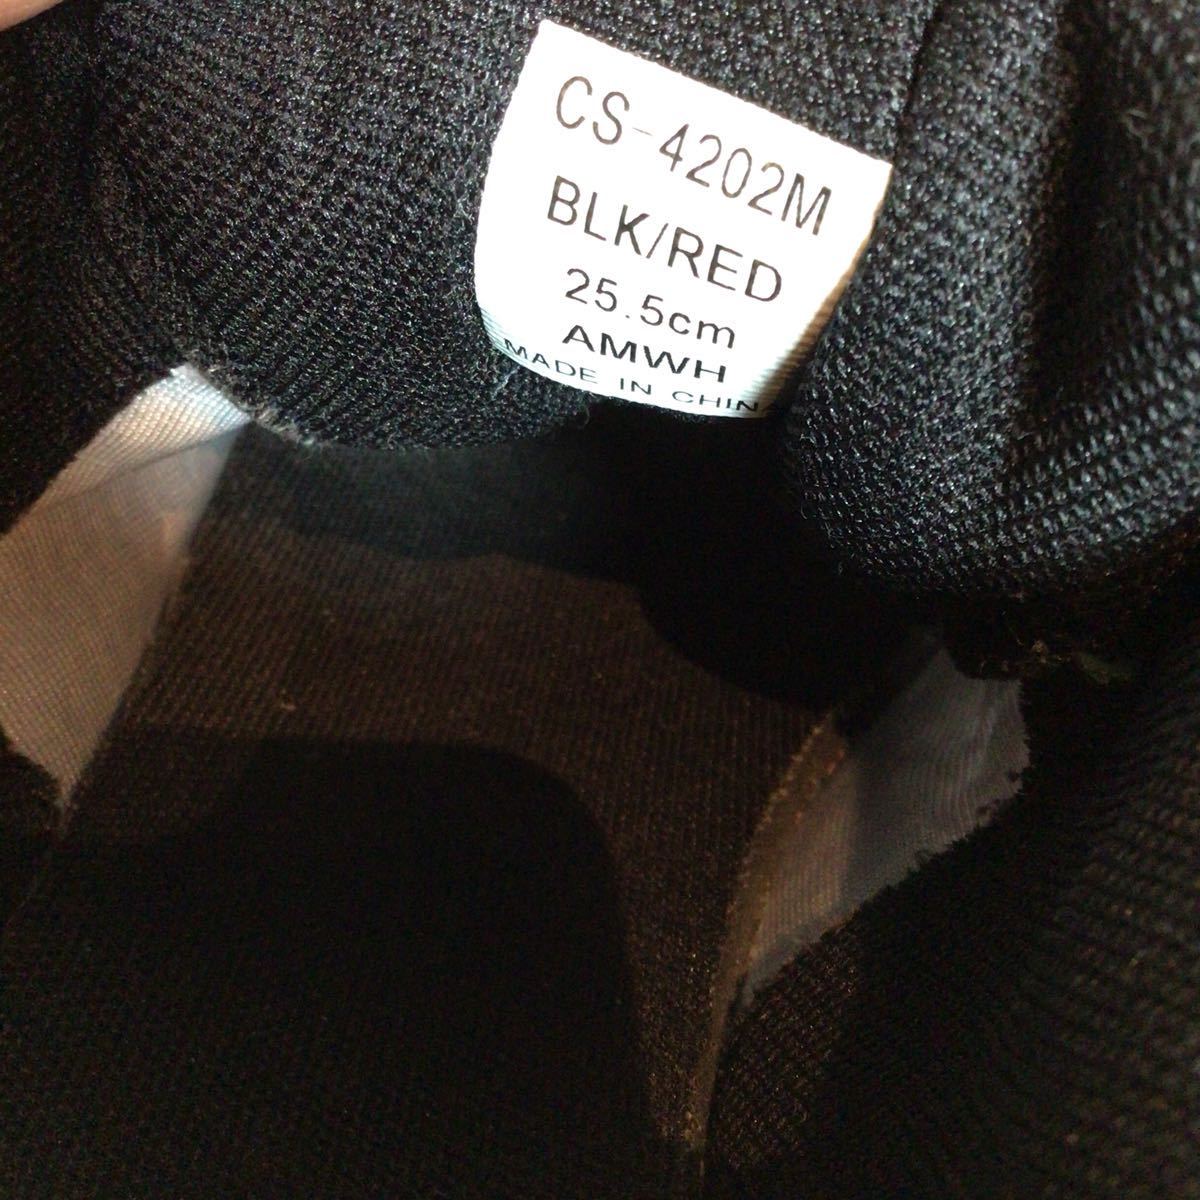 CS-4202M
BLK/RED
25.5cm
AMWH
MADE IN CHINA